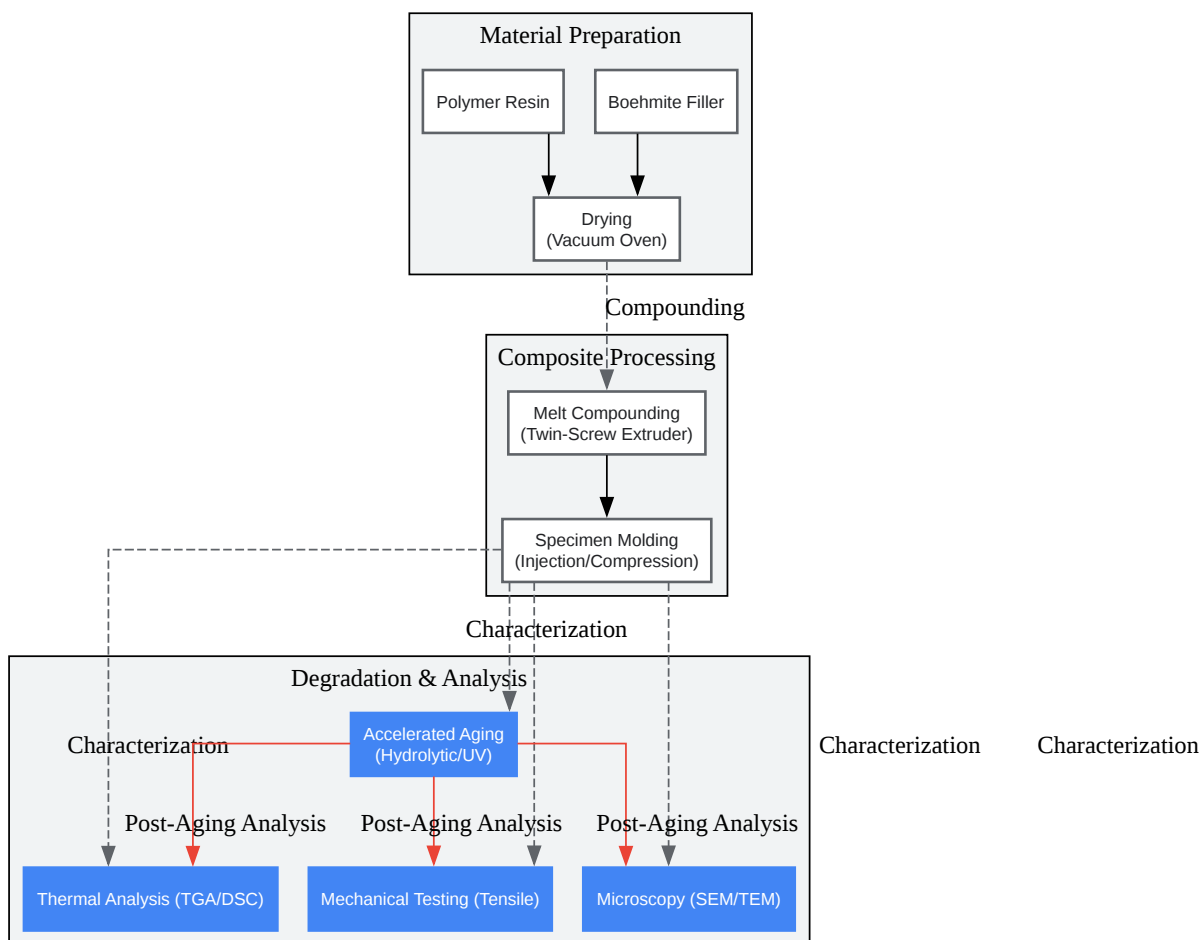 Material Preparation
Polymer Resin
Boehmite Filler
Drying
(Vacuum Oven)
Compounding
Composite Processing
Melt Compounding
(Twin-Screw Extruder)
Specimen Molding
(Injection/Compression)
Characterization
Degradation & Analysis
Accelerated Aging
(Hydrolytic/UV)
Characterization
Characterization
Characterization
Post-Aging Analysis
Post-Aging Analysis
Post-Aging Analysis
Thermal Analysis (TGA/DSC)
Mechanical Testing (Tensile)
Microscopy (SEM/TEM)